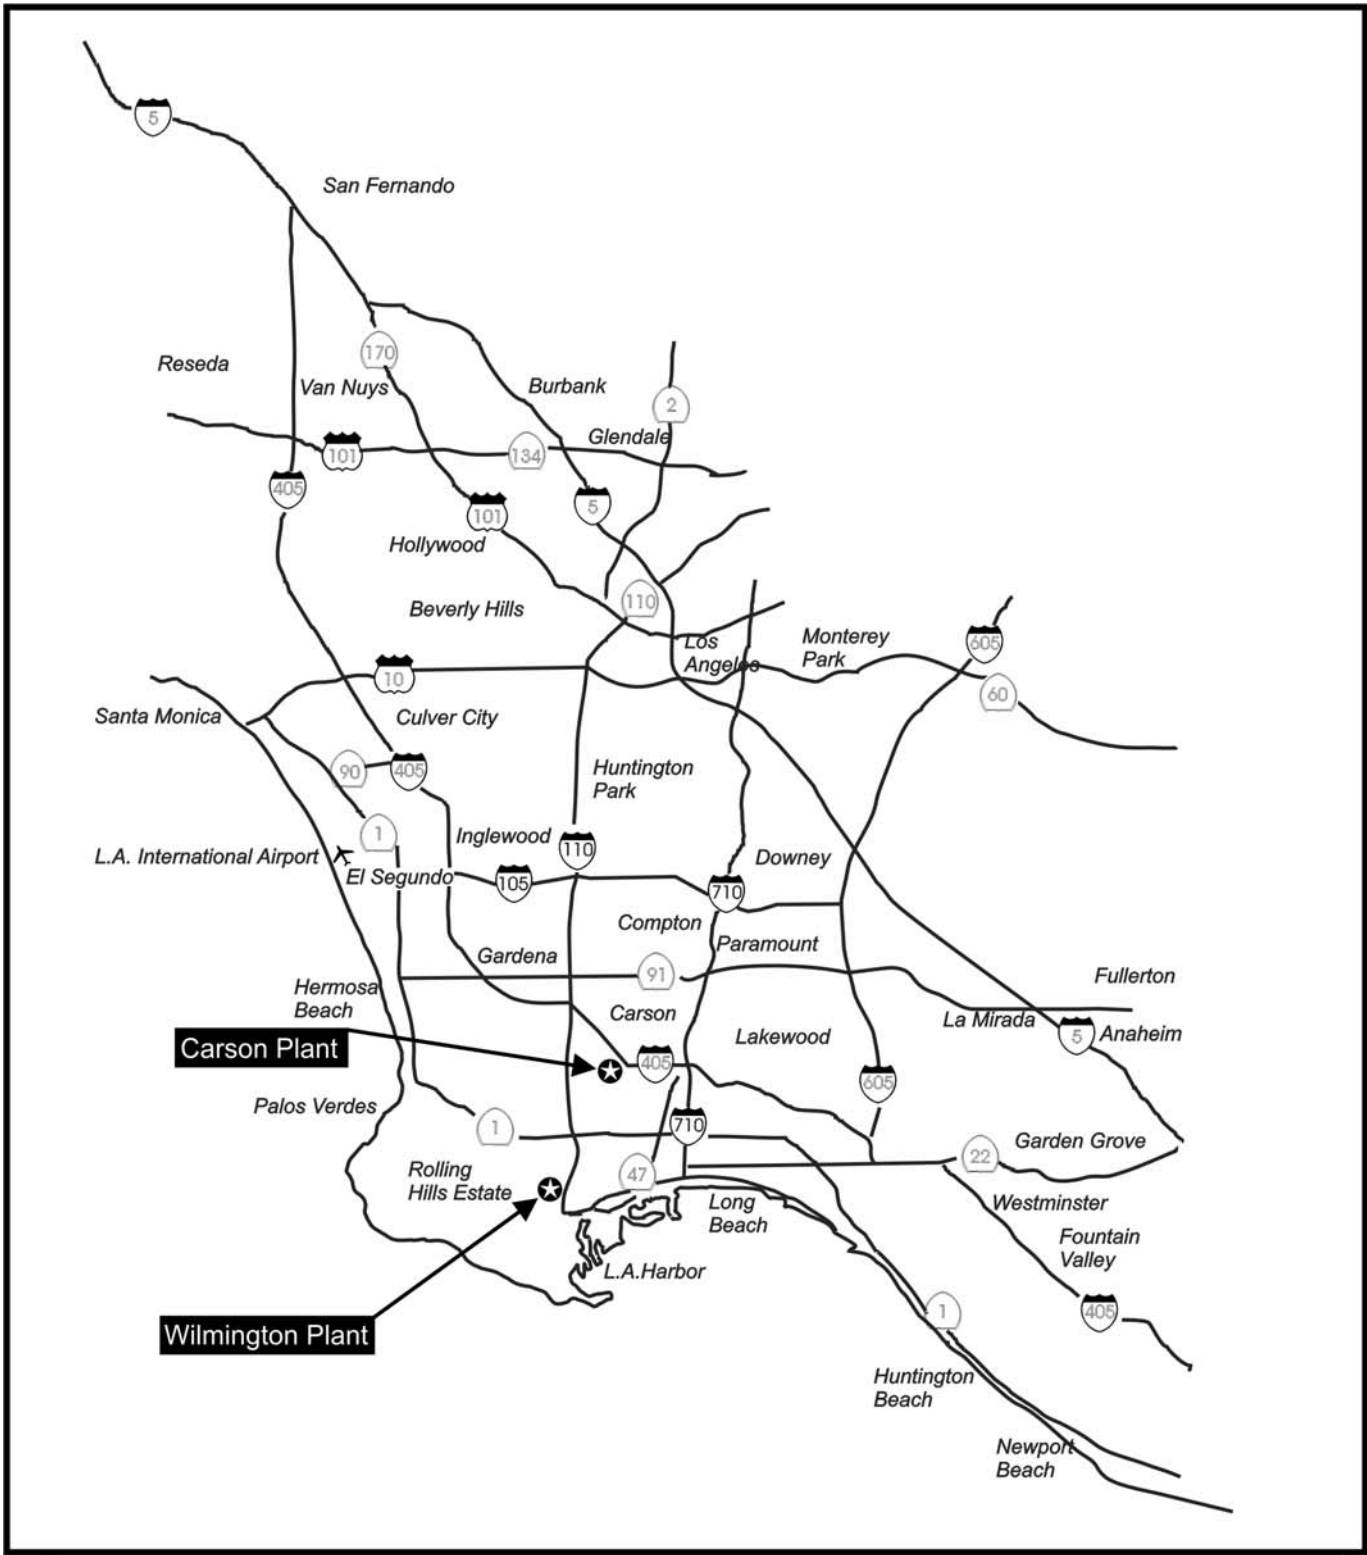 5
San Fernando
170
Reseda
Van Nuys
Burbank
2
Glendale
101
134
405
101
5
Hollywood
110
Beverly Hills
Los
Angeles
Monterey
Park
605
10
60
Santa Monica
Culver City
90
405
Huntington
Park
1
Inglewood
110
L.A. International Airport
El Segundo
105
710
Downey
Compton
Paramount
Gardena
91
Fullerton
Hermosa
Beach
Carson
La Mirada
5
Anaheim
Carson Plant
405
Lakewood
605
Palos Verdes
1
710
Garden Grove
22
Rolling
Hills Estate
47
Long
Beach
Westminster
Fountain
Valley
L.A.Harbor
1
405
Wilmington Plant
Huntington
Beach
Newport
Beach